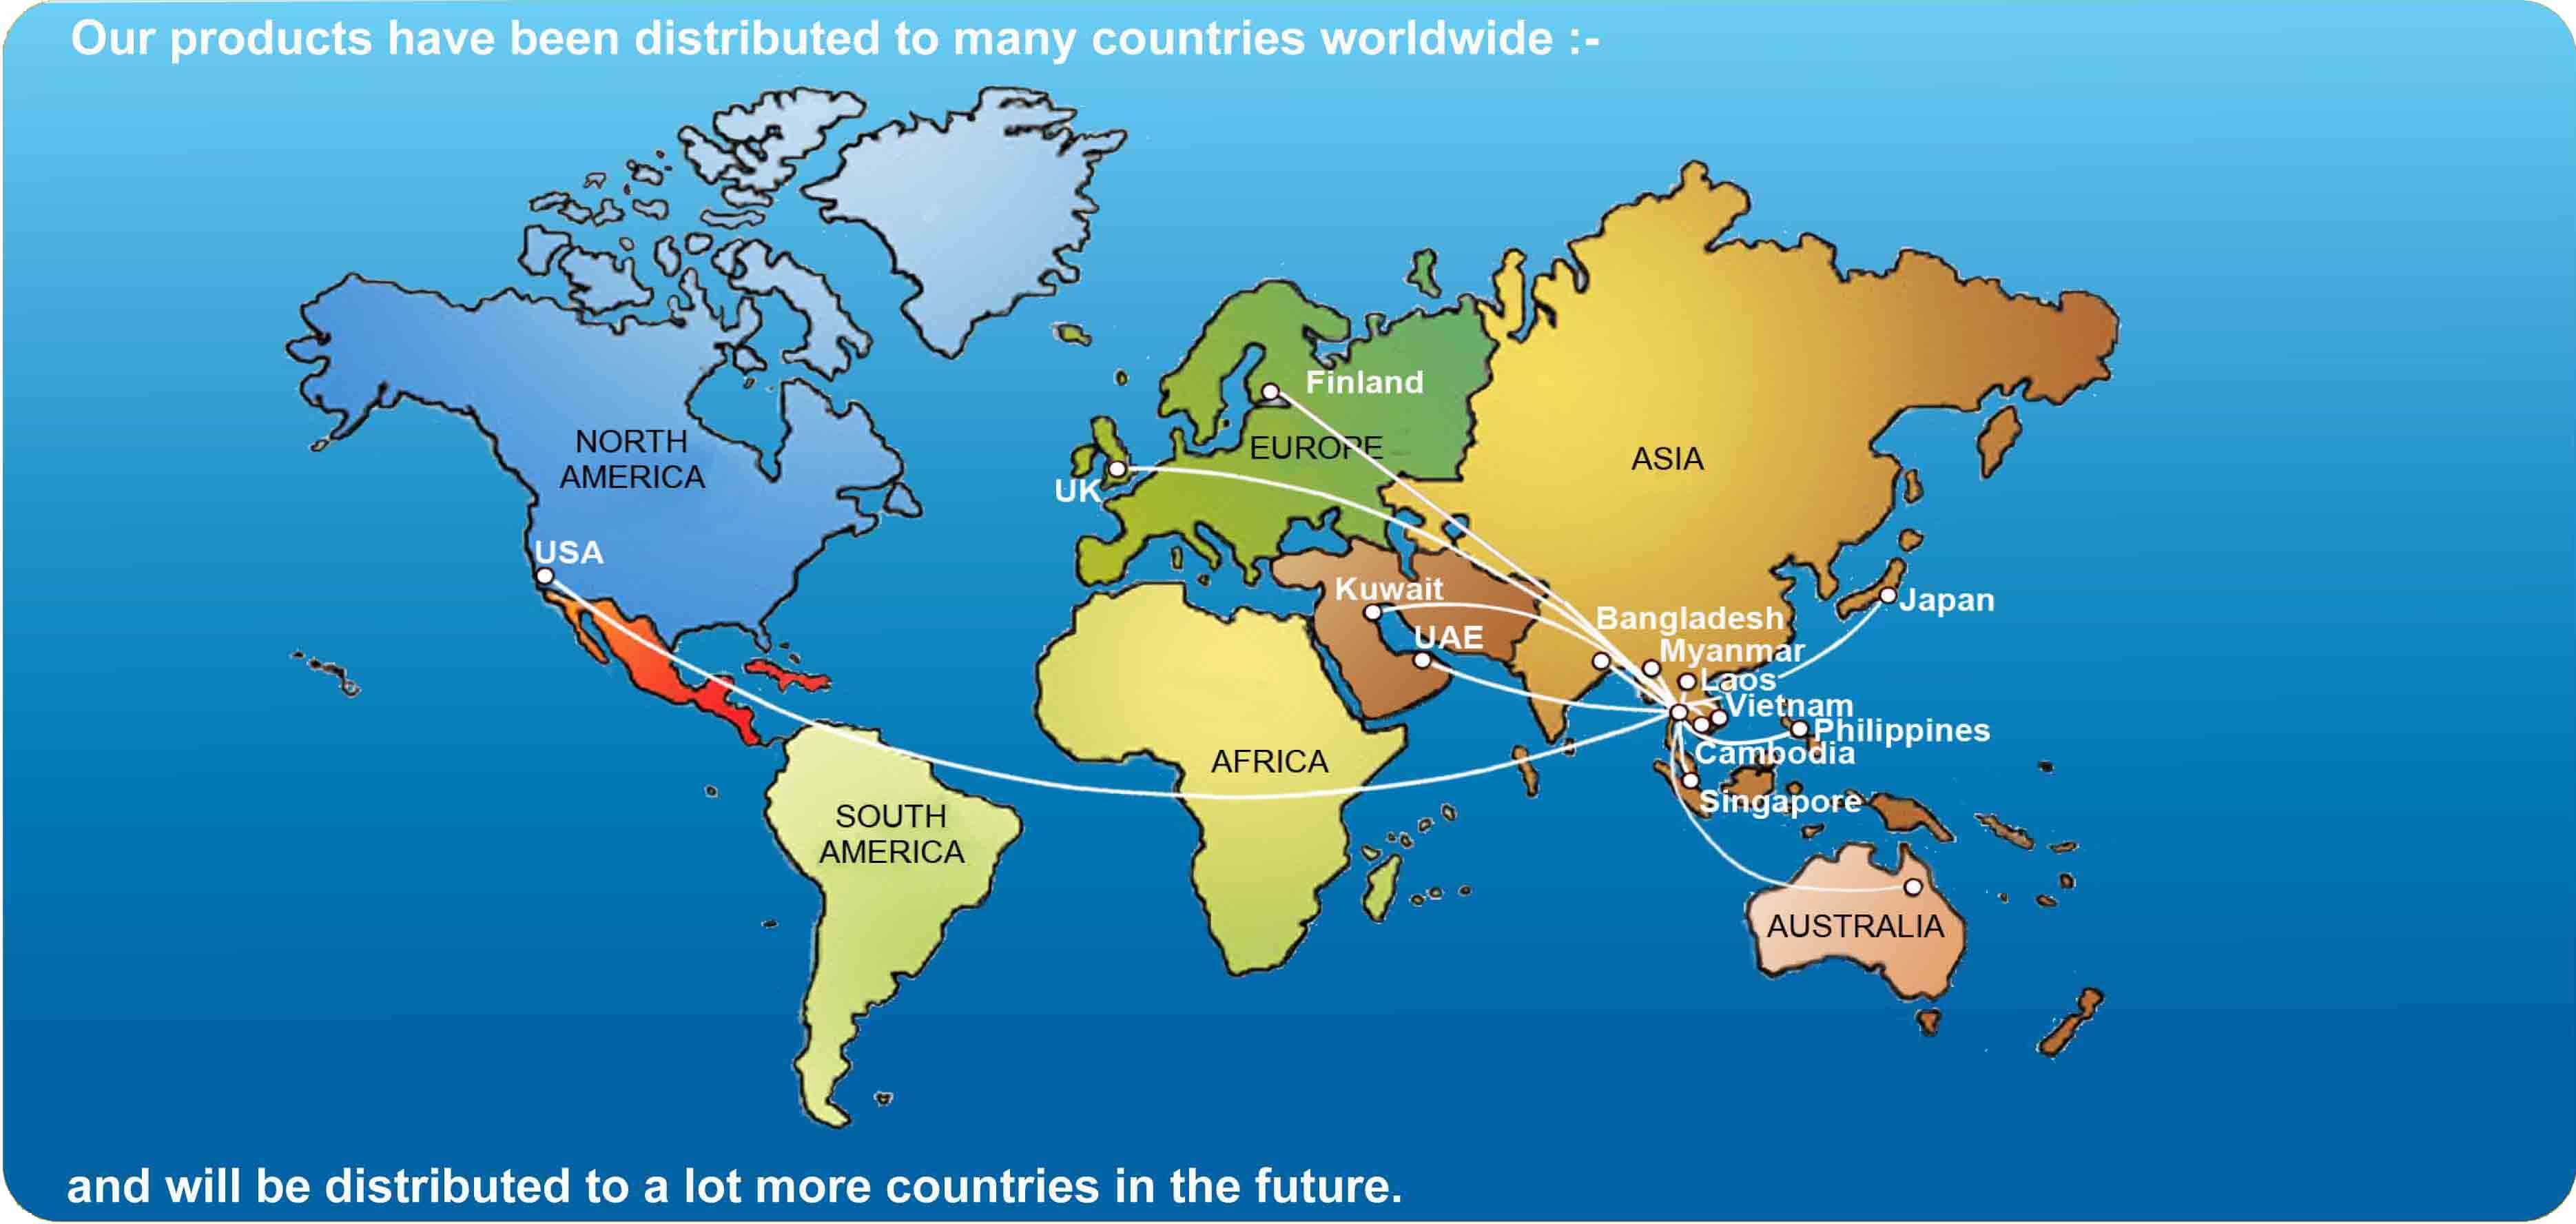 Our products have been distributed to many countries worldwide :-
NORTH
AMERICA
USA
Finland
EUROPE
UK
ASIA
Kuwait
UAE
Bangladesh
Myanmar
Laos
Vietnam
Philippines
Cambodia
Singapore
Japan
AFRICA
SOUTH
AMERICA
AUSTRALIA
and will be distributed to a lot more countries in the future.